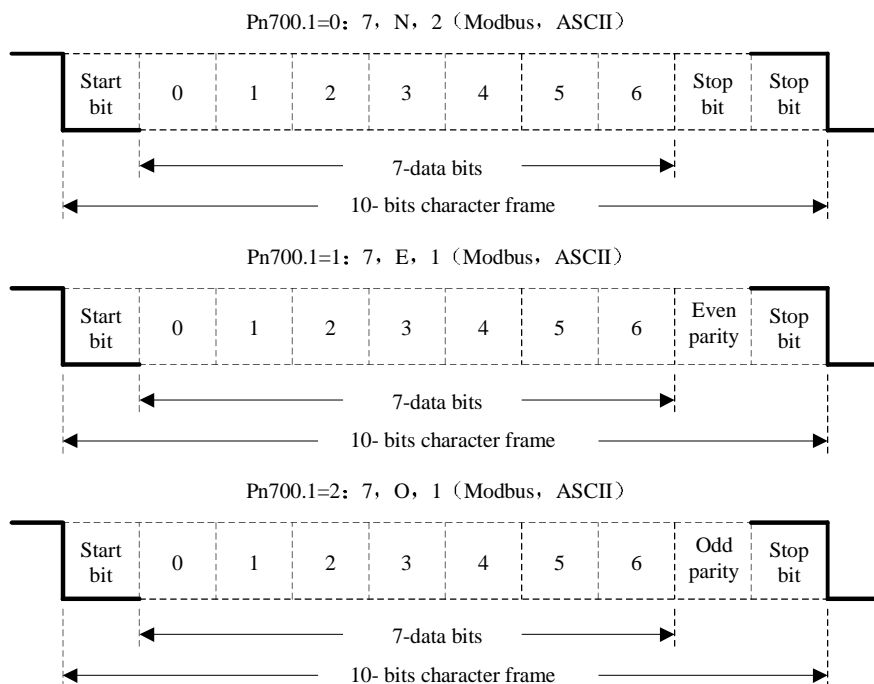 Pn700.1=0：7，N，2（Modbus，ASCII）
Start bit 0 1 2 3 4 5 6 Stop bit Stop bit
7-data bits
10- bits character frame
Pn700.1=1：7，E，1（Modbus，ASCII）
Start bit 0 1 2 3 4 5 6 Even parity Stop bit
7-data bits
10- bits character frame
Pn700.1=2：7，O，1（Modbus，ASCII）
Start bit 0 1 2 3 4 5 6 Odd parity Stop bit
7-data bits
10- bits character frame